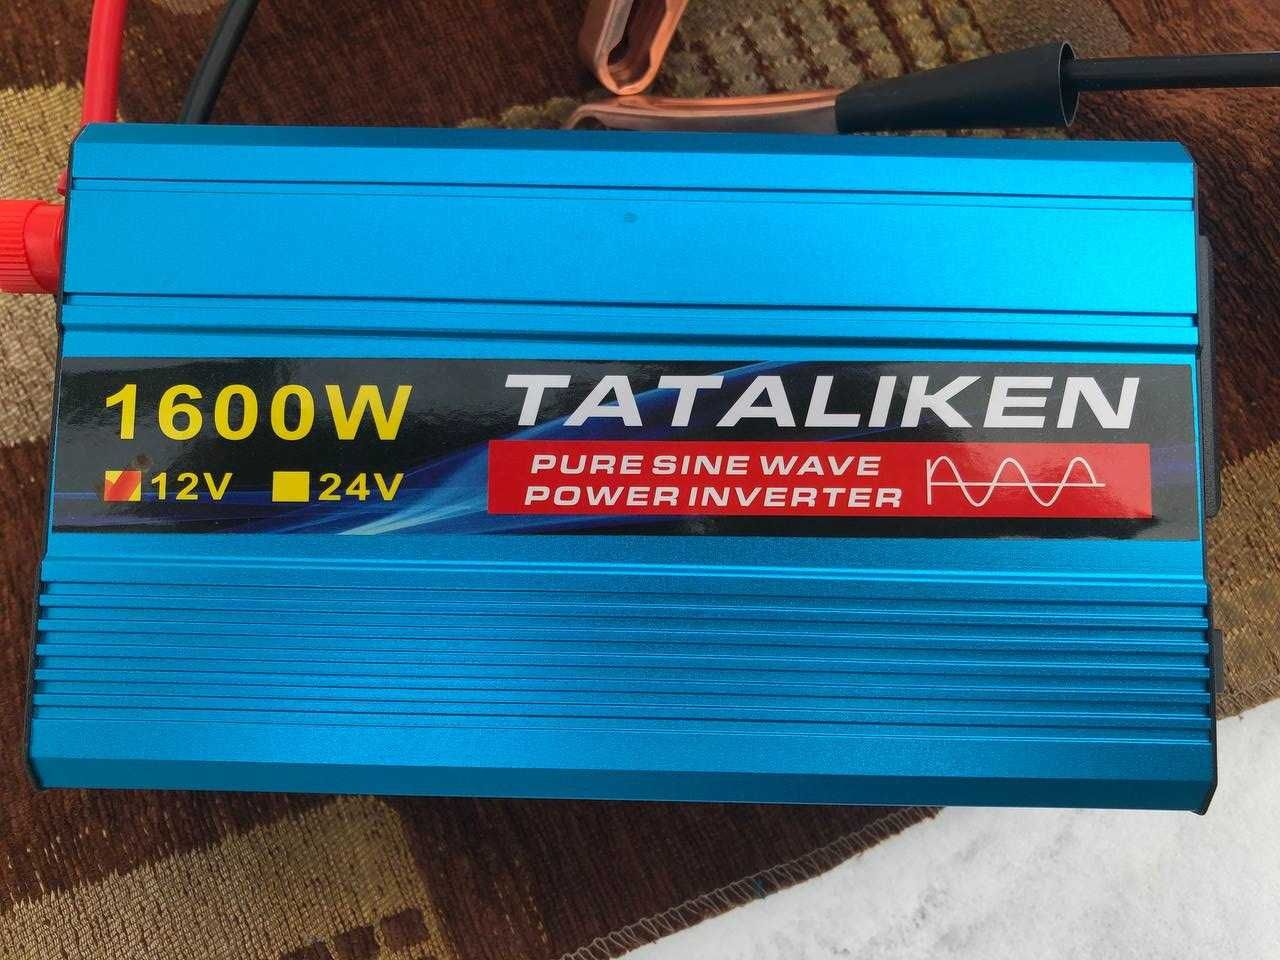 1600W
12V 24V
TATALIKEN
PURE SINE WAVE
POWER INVERTER